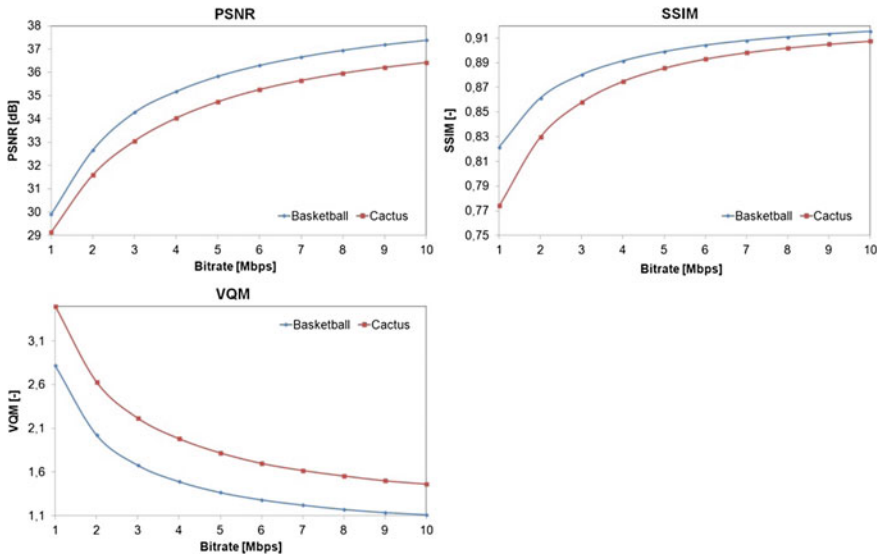 PSNR
38
37
36
35
34
33
32
31
30
29
PSNR [dB]
Basketball Cactus
1 2 3 4 5 6 7 8 9 10
Bitrate [Mbps]
SSIM
0,91
0,89
0,87
0,85
0,83
0,81
0,79
0,77
0,75
SSIM [-]
Basketball Cactus
1 2 3 4 5 6 7 8 9 10
Bitrate [Mbps]
VQM
3,1
2,6
2,1
1,6
1,1
VQM [-]
Basketball Cactus
1 2 3 4 5 6 7 8 9 10
Bitrate [Mbps]